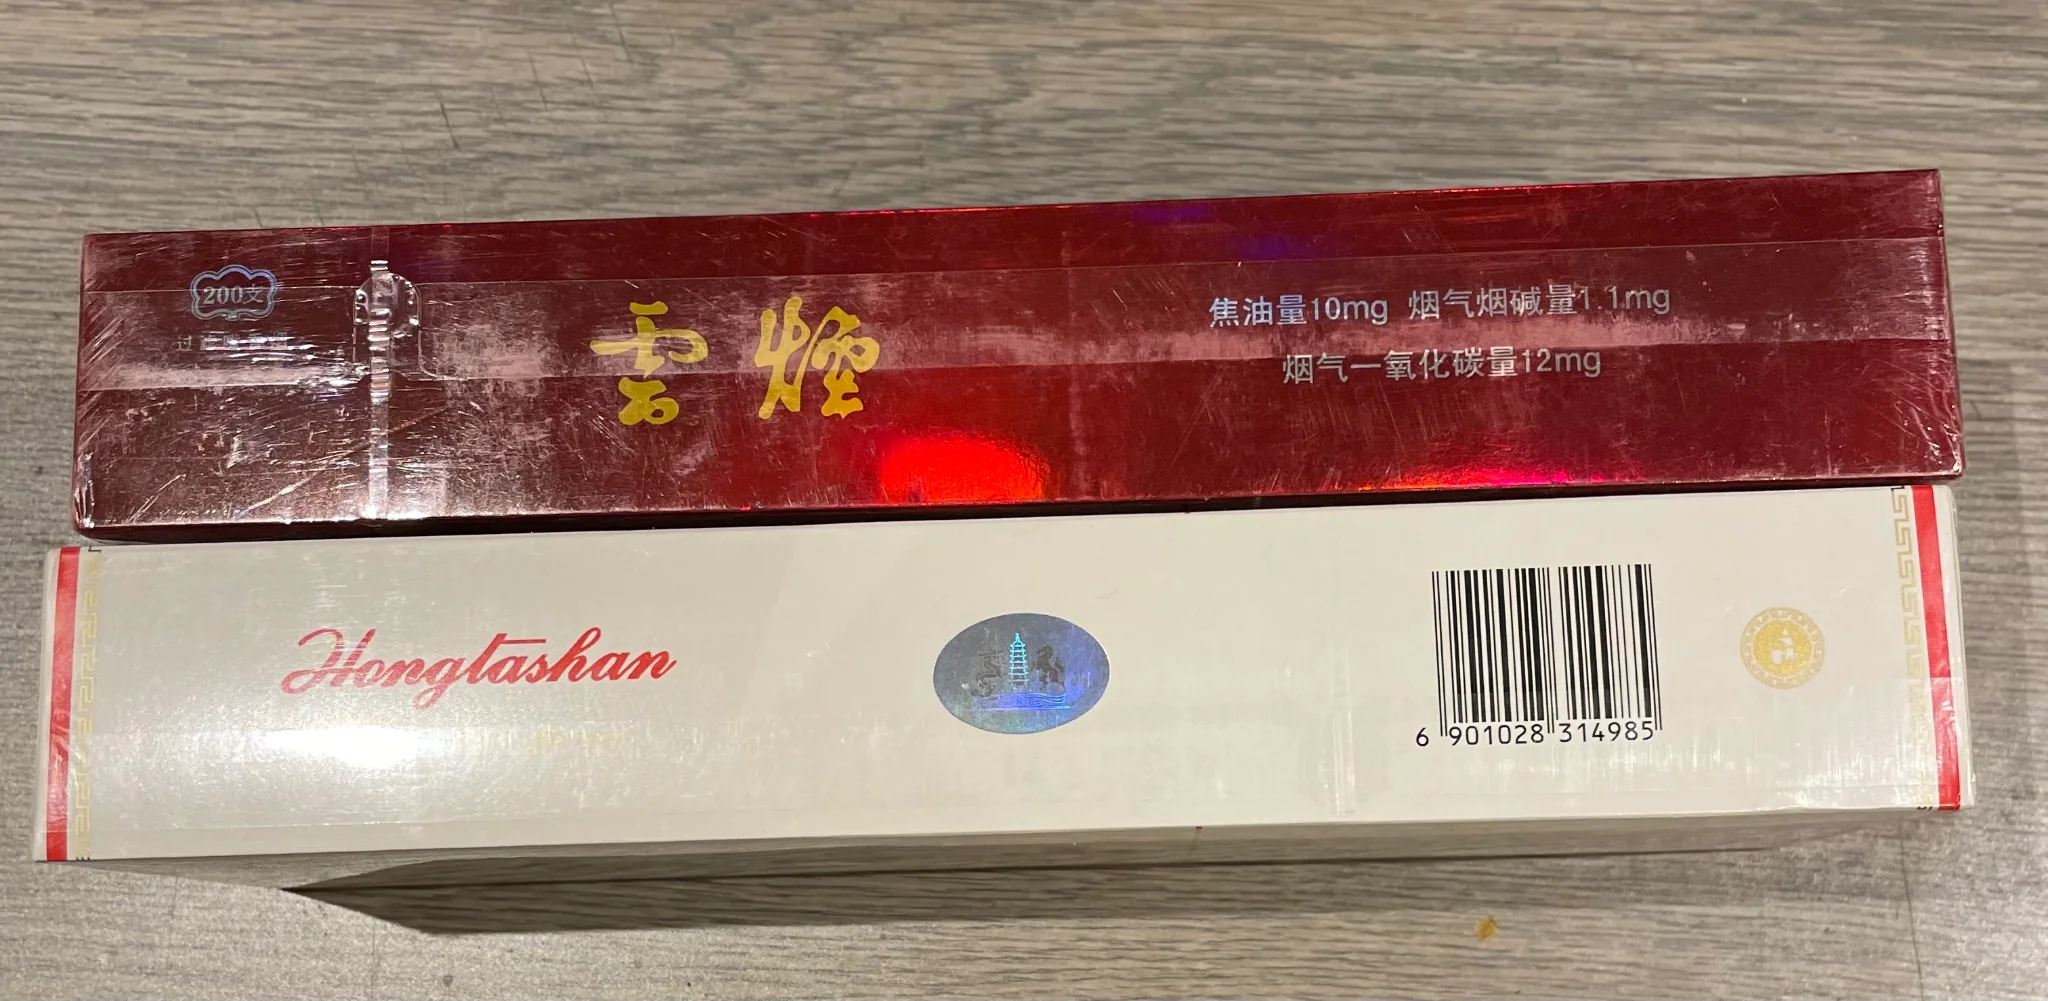 200支
雲煙
焦油量10mg 烟气烟碱量1.1mg
烟气一氧化碳量12mg
Hongtashan
6 901028 314985